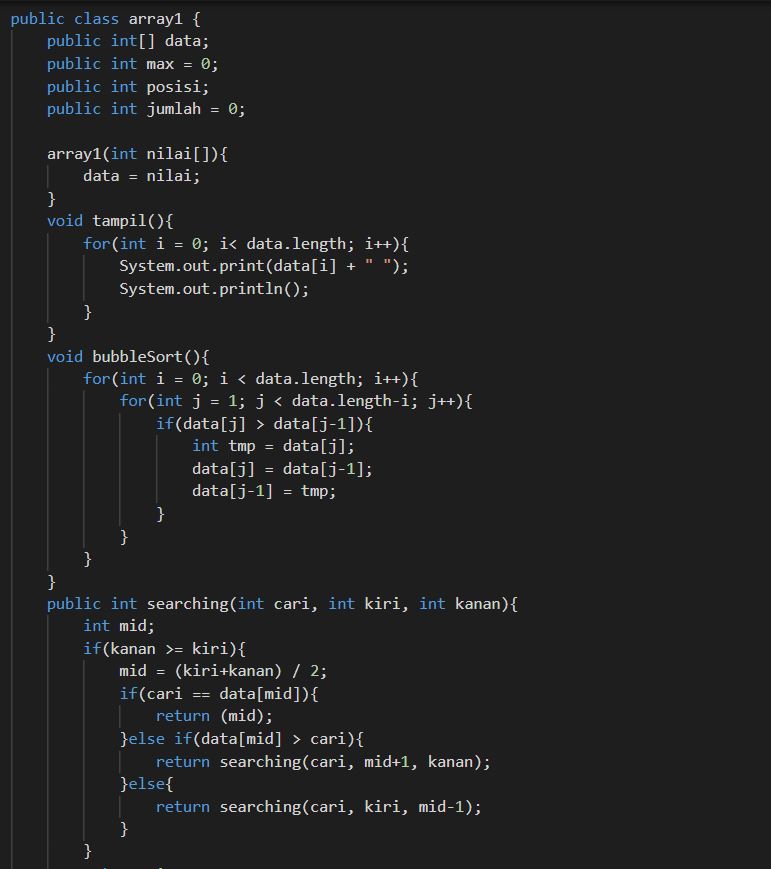 public class array1 {
    public int[] data;
    public int max = 0;
    public int posisi;
    public int jumlah = 0;

    array1(int nilai[]){
        data = nilai;
    }
    void tampil(){
        for(int i = 0; i< data.length; i++){
            System.out.print(data[i] + " ");
            System.out.println();
        }
    }
    void bubbleSort(){
        for(int i = 0; i < data.length; i++){
            for(int j = 1; j < data.length-i; j++){
                if(data[j] > data[j-1]){
                    int tmp = data[j];
                    data[j] = data[j-1];
                    data[j-1] = tmp;
                }
            }
        }
    }
    public int searching(int cari, int kiri, int kanan){
        int mid;
        if(kanan >= kiri){
            mid = (kiri+kanan) / 2;
            if(cari == data[mid]){
                return (mid);
            }else if(data[mid] > cari){
                return searching(cari, mid+1, kanan);
            }else{
                return searching(cari, kiri, mid-1);
            }
        }